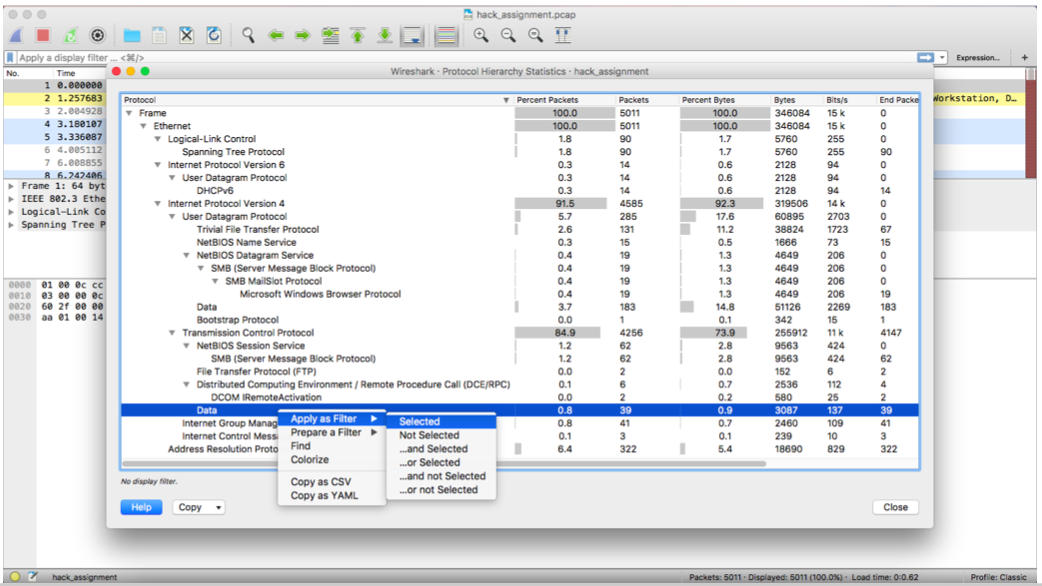 hack_assignment.pcap
Apply a display filter ... <⌘/>
Expression...
+
No. Time
1 0.000000
2 1.257683
3 2.004928
4 3.180107
5 3.336087
6 4.005112
7 6.008855
8 6.242406
Workstation, D…
Frame 1: 64 byt
IEEE 802.3 Ethe
Logical-Link Co
Spanning Tree P
0000 01 00 0c cc
0010 03 00 00 0c
0020 60 2f 00 00
0030 aa 01 00 14
Wireshark · Protocol Hierarchy Statistics · hack_assignment
Protocol Percent Packets Packets Percent Bytes Bytes Bits/s End Packe
Frame 100.0 5011 100.0 346084 15 k 0
Ethernet 100.0 5011 100.0 346084 15 k 0
Logical-Link Control 1.8 90 1.7 5760 255 0
Spanning Tree Protocol 1.8 90 1.7 5760 255 90
Internet Protocol Version 6 0.3 14 0.6 2128 94 0
User Datagram Protocol 0.3 14 0.6 2128 94 0
DHCPv6 0.3 14 0.6 2128 94 14
Internet Protocol Version 4 91.5 4585 92.3 319506 14 k 0
User Datagram Protocol 5.7 285 17.6 60895 2703 0
Trivial File Transfer Protocol 2.6 131 11.2 38824 1723 67
NetBIOS Name Service 0.3 15 0.5 1666 73 15
NetBIOS Datagram Service 0.4 19 1.3 4649 206 0
SMB (Server Message Block Protocol) 0.4 19 1.3 4649 206 0
SMB MailSlot Protocol 0.4 19 1.3 4649 206 0
Microsoft Windows Browser Protocol 0.4 19 1.3 4649 206 19
Data 3.7 183 14.8 51126 2269 183
Bootstrap Protocol 0.0 1 0.1 342 15 1
Transmission Control Protocol 84.9 4256 73.9 255912 11 k 4147
NetBIOS Session Service 1.2 62 2.8 9563 424 0
SMB (Server Message Block Protocol) 1.2 62 2.8 9563 424 62
File Transfer Protocol (FTP) 0.0 2 0.0 152 6 2
Distributed Computing Environment / Remote Procedure Call (DCE/RPC) 0.1 6 0.7 2536 112 4
DCOM IRemoteActivation 0.0 2 0.2 580 25 2
Data 0.8 39 0.9 3087 137 39
Internet Group Manag 0.8 41 0.7 2460 109 41
Internet Control Mess 0.1 3 0.1 239 10 3
Address Resolution Proto 6.4 322 5.4 18690 829 322
Apply as Filter
Prepare a Filter
Find
Colorize
Copy as CSV
Copy as YAML
Selected
Not Selected
...and Selected
...or Selected
...and not Selected
...or not Selected
No display filter.
Help
Copy
Close
hack_assignment
Packets: 5011 · Displayed: 5011 (100.0%) · Load time: 0:0.62
Profile: Classic